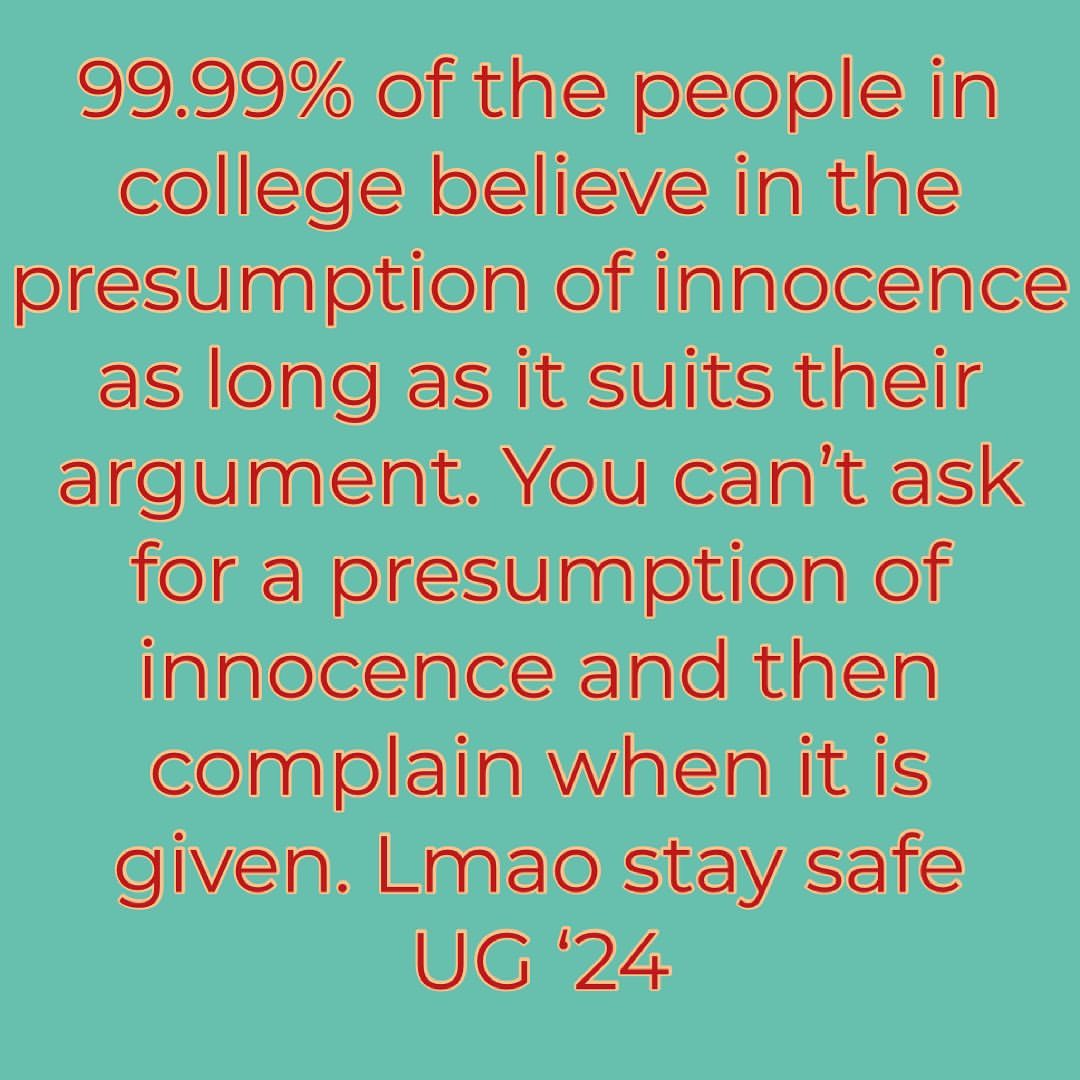 99.99% of the people in
college believe in the
presumption of innocence
as long as it suits their
argument. You can’t ask
for a presumption of
innocence and then
complain when it is
given. Lmao stay safe
UG ‘24